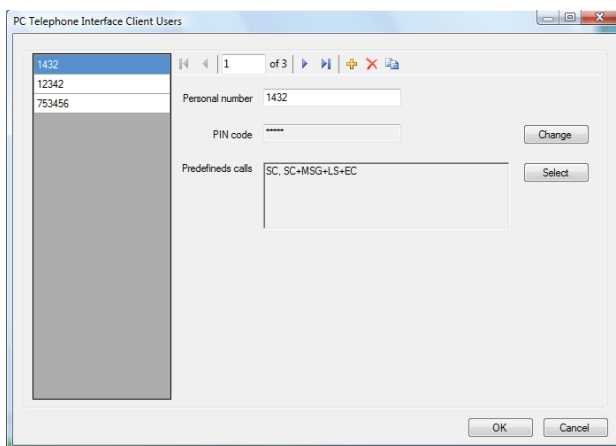 PC Telephone Interface Client Users
1432
12342
753456
1 of 3
Personal number 1432
PIN code ***** Change
Predefineds calls SC, SC+MSG+LS+EC Select
OK Cancel